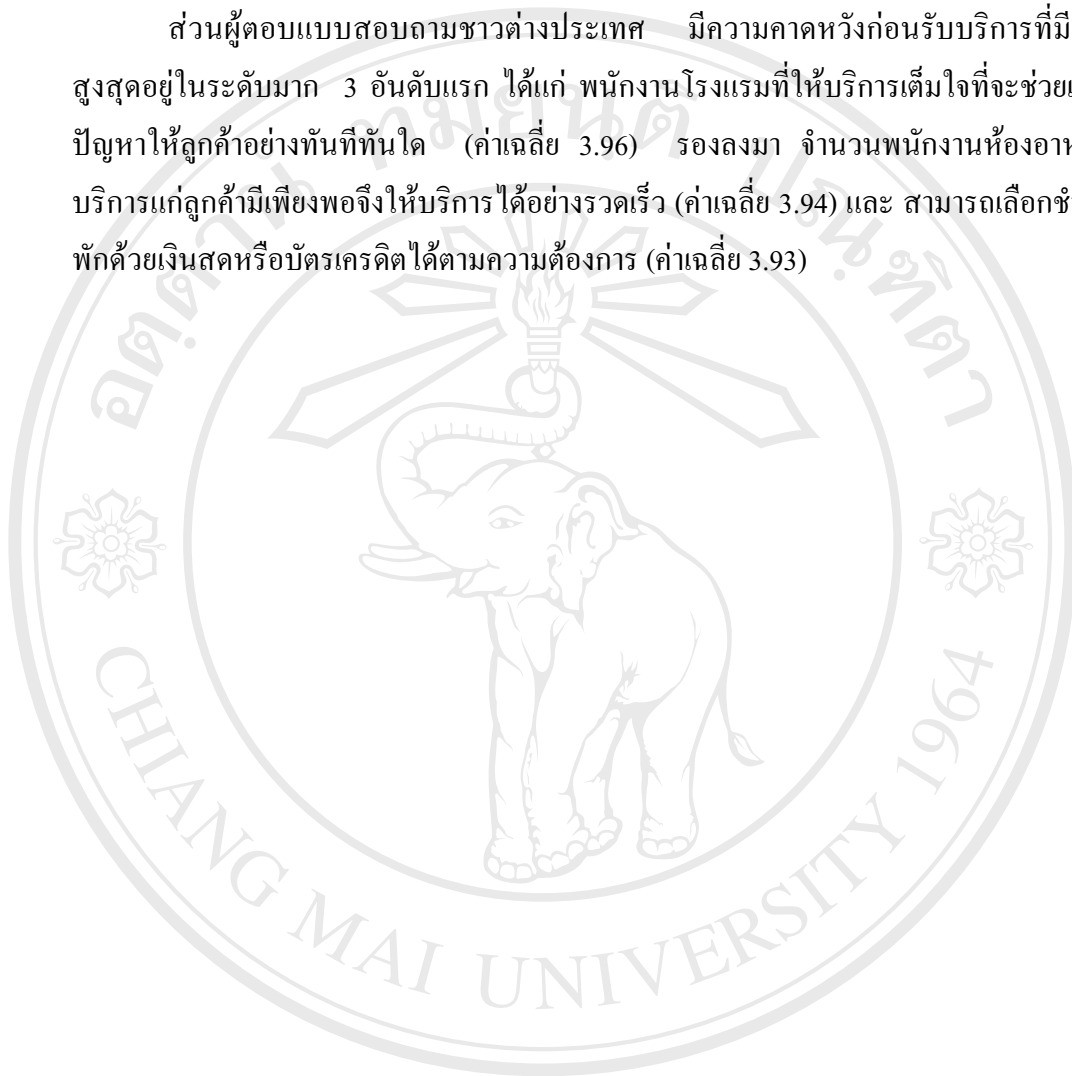 ส่วนผู้ตอบแบบสอบถามชาวต่างประเทศ มีความคาดหวังก่อนรับบริการที่มี
สูงสุดอยู่ในระดับมาก 3 อันดับแรก ได้แก่ พนักงานโรงแรมที่ให้บริการเต็มใจที่จะช่วย
ปัญหาให้ลูกค้าอย่างทันทีทันใด (ค่าเฉลี่ย 3.96) รองลงมา จำนวนพนักงานห้อง
บริการแก่ลูกค้ามีเพียงพอจึงให้บริการได้อย่างรวดเร็ว (ค่าเฉลี่ย 3.94) และ สามารถเลือก
พักด้วยเงินสดหรือบัตรเครดิตได้ตามความต้องการ (ค่าเฉลี่ย 3.93)
อตฺตานํ ทมยนฺติ ปณฺฑิตา
CHIANG MAI UNIVERSITY 1964